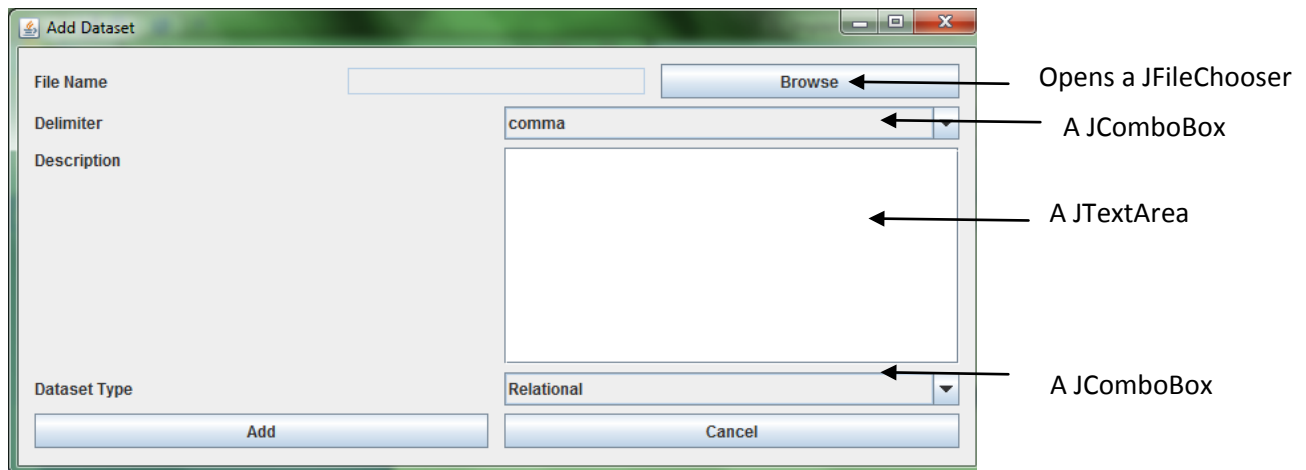 Add Dataset
File Name Browse Opens a JFileChooser
Delimiter comma A JComboBox
Description
A JTextArea
Dataset Type Relational A JComboBox
Add Cancel